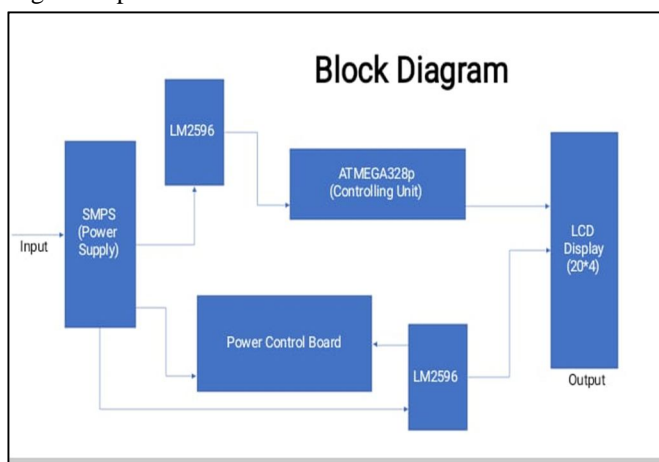 Block Diagram
LM2596
ATMEGA328p
(Controlling Unit)
SMPS
(Power
Supply)
Input
LCD
Display
(20*4)
Power Control Board
LM2596
Output